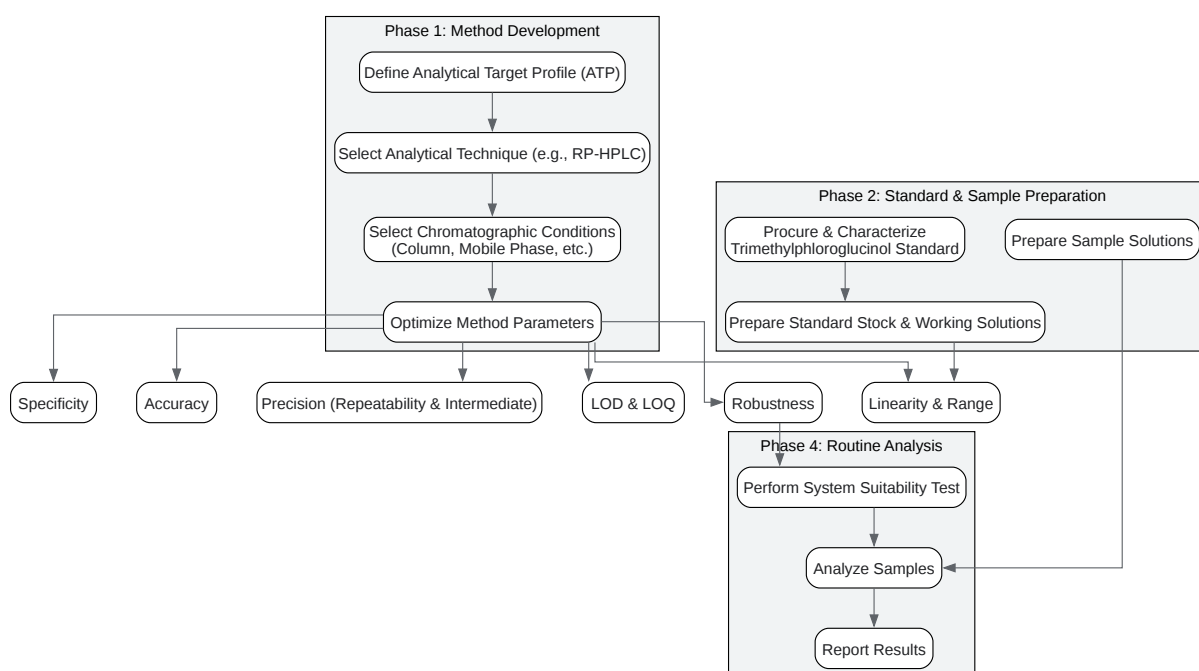 Phase 1: Method Development
Define Analytical Target Profile (ATP)
Select Analytical Technique (e.g., RP-HPLC)
Select Chromatographic Conditions
(Column, Mobile Phase, etc.)
Optimize Method Parameters
Phase 2: Standard & Sample Preparation
Procure & Characterize
Trimethylphloroglucinol Standard
Prepare Sample Solutions
Prepare Standard Stock & Working Solutions
Specificity
Accuracy
Precision (Repeatability & Intermediate)
LOD & LOQ
Robustness
Linearity & Range
Phase 4: Routine Analysis
Perform System Suitability Test
Analyze Samples
Report Results